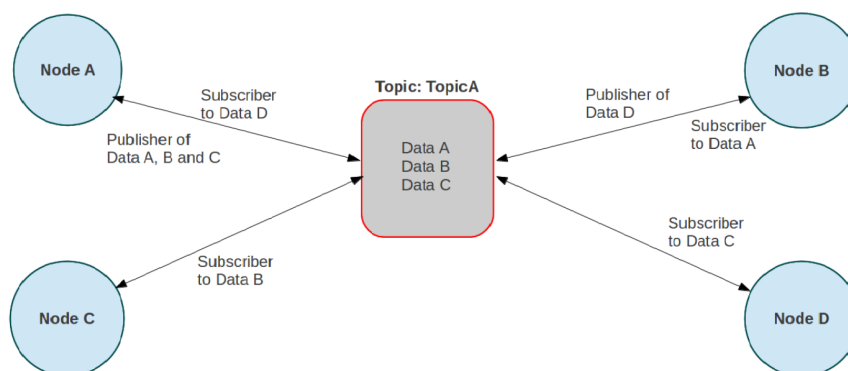 Node A
Subscriber
to Data D
Publisher of
Data A, B and C
Topic: TopicA
Data A
Data B
Data C
Publisher of
Data D
Subscriber
to Data A
Node B
Subscriber
to Data B
Node C
Subscriber
to Data C
Node D